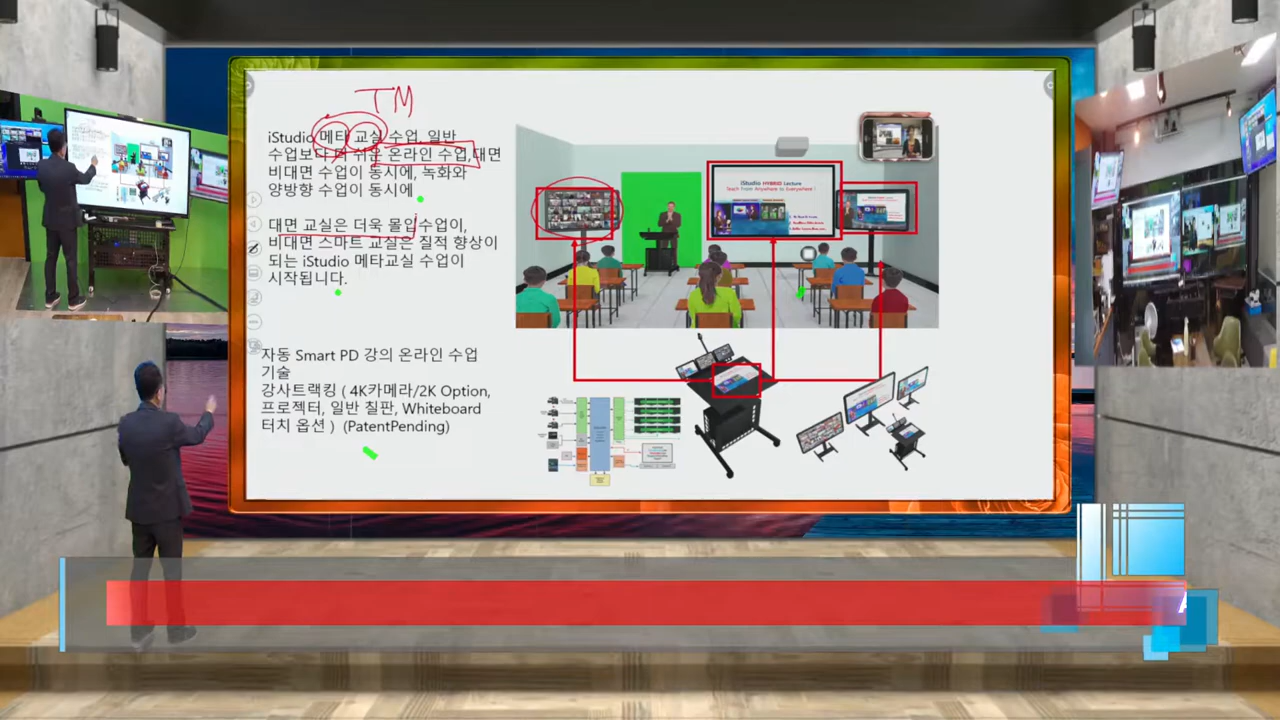 TM
iStudio 메타 교실 수업, 일반
수업보다 더 쉬운 온라인 수업,대면
비대면 수업이 동시에, 녹화와
양방향 수업이 동시에
대면 교실은 더욱 몰입수업이,
비대면 스마트 교실은 질적 향상이
되는 iStudio 메타교실 수업이
시작됩니다.
자동 Smart PD 강의 온라인 수업
기술
강사트랙킹 ( 4K카메라/2K Option,
프로젝터, 일반 칠판, Whiteboard
터치 옵션 ) (PatentPending)
iStudio HYBRID Lecture
Teach from Anywhere to Everywhere !